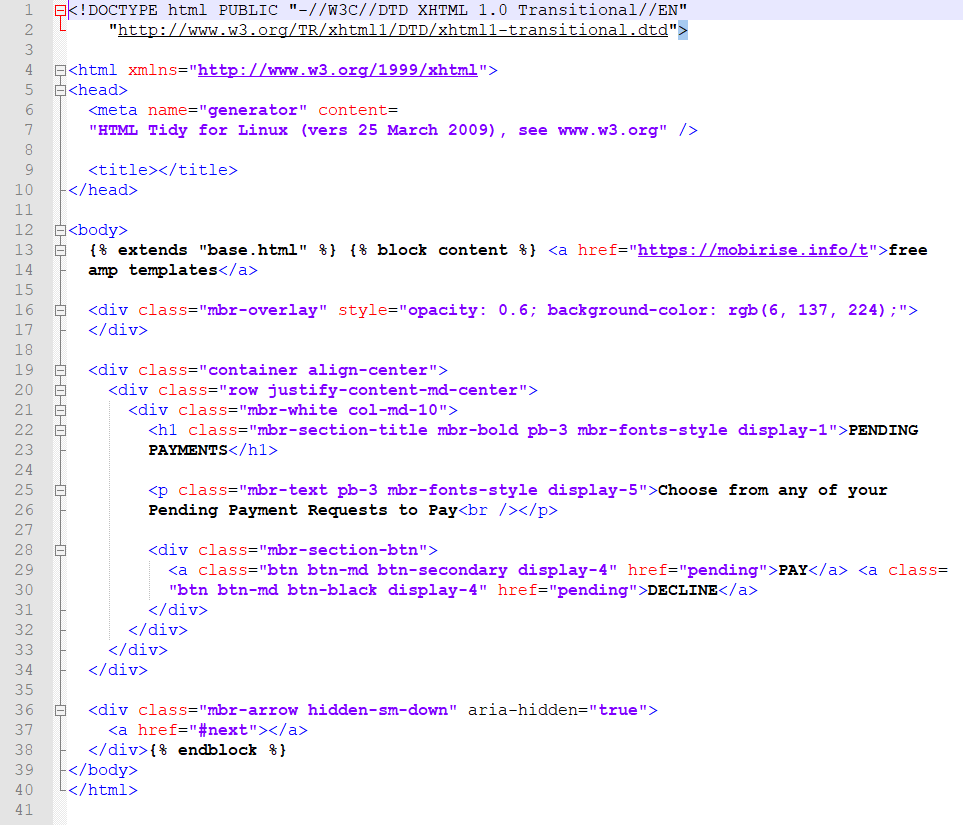 1 <!DOCTYPE html PUBLIC "-//W3C//DTD XHTML 1.0 Transitional//EN"
2 "http://www.w3.org/TR/xhtml1/DTD/xhtml1-transitional.dtd">
3
4 <html xmlns="http://www.w3.org/1999/xhtml">
5 <head>
6 <meta name="generator" content=
7 "HTML Tidy for Linux (vers 25 March 2009), see www.w3.org" />
8
9 <title></title>
10 </head>
11
12 <body>
13 {% extends "base.html" %} {% block content %} <a href="https://mobirise.info/t">free
14 amp templates</a>
15
16 <div class="mbr-overlay" style="opacity: 0.6; background-color: rgb(6, 137, 224);">
17 </div>
18
19 <div class="container align-center">
20 <div class="row justify-content-md-center">
21 <div class="mbr-white col-md-10">
22 <h1 class="mbr-section-title mbr-bold pb-3 mbr-fonts-style display-1">PENDING
23 PAYMENTS</h1>
24
25 <p class="mbr-text pb-3 mbr-fonts-style display-5">Choose from any of your
26 Pending Payment Requests to Pay<br /></p>
27
28 <div class="mbr-section-btn">
29 <a class="btn btn-md btn-secondary display-4" href="pending">PAY</a> <a class=
30 "btn btn-md btn-black display-4" href="pending">DECLINE</a>
31 </div>
32 </div>
33 </div>
34 </div>
35
36 <div class="mbr-arrow hidden-sm-down" aria-hidden="true">
37 <a href="#next"></a>
38 </div>{% endblock %}
39 </body>
40 </html>
41